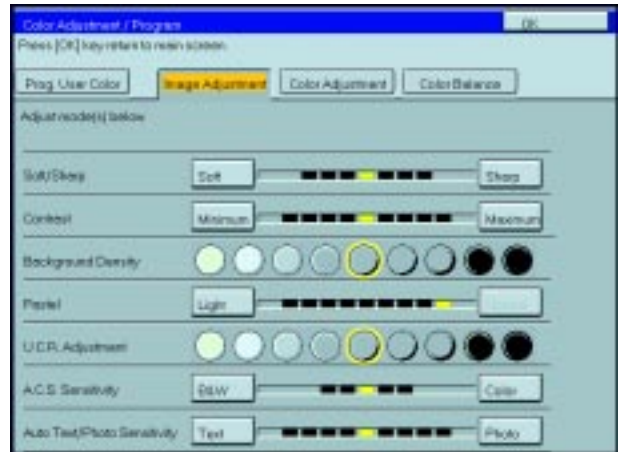 Color Adjustment / Program
OK
Press [OK] key return to main screen.
Prog. User Color
Image Adjustment
Color Adjustment
Color Balance
Adjust mode(s) below
Soft/Sharp
Soft
Sharp
Contrast
Minimum
Maximum
Background Density
Pastel
Light
U.C.R. Adjustment
A.C.S. Sensitivity
B&W
Color
Auto Text/Photo Sensitivity
Text
Photo